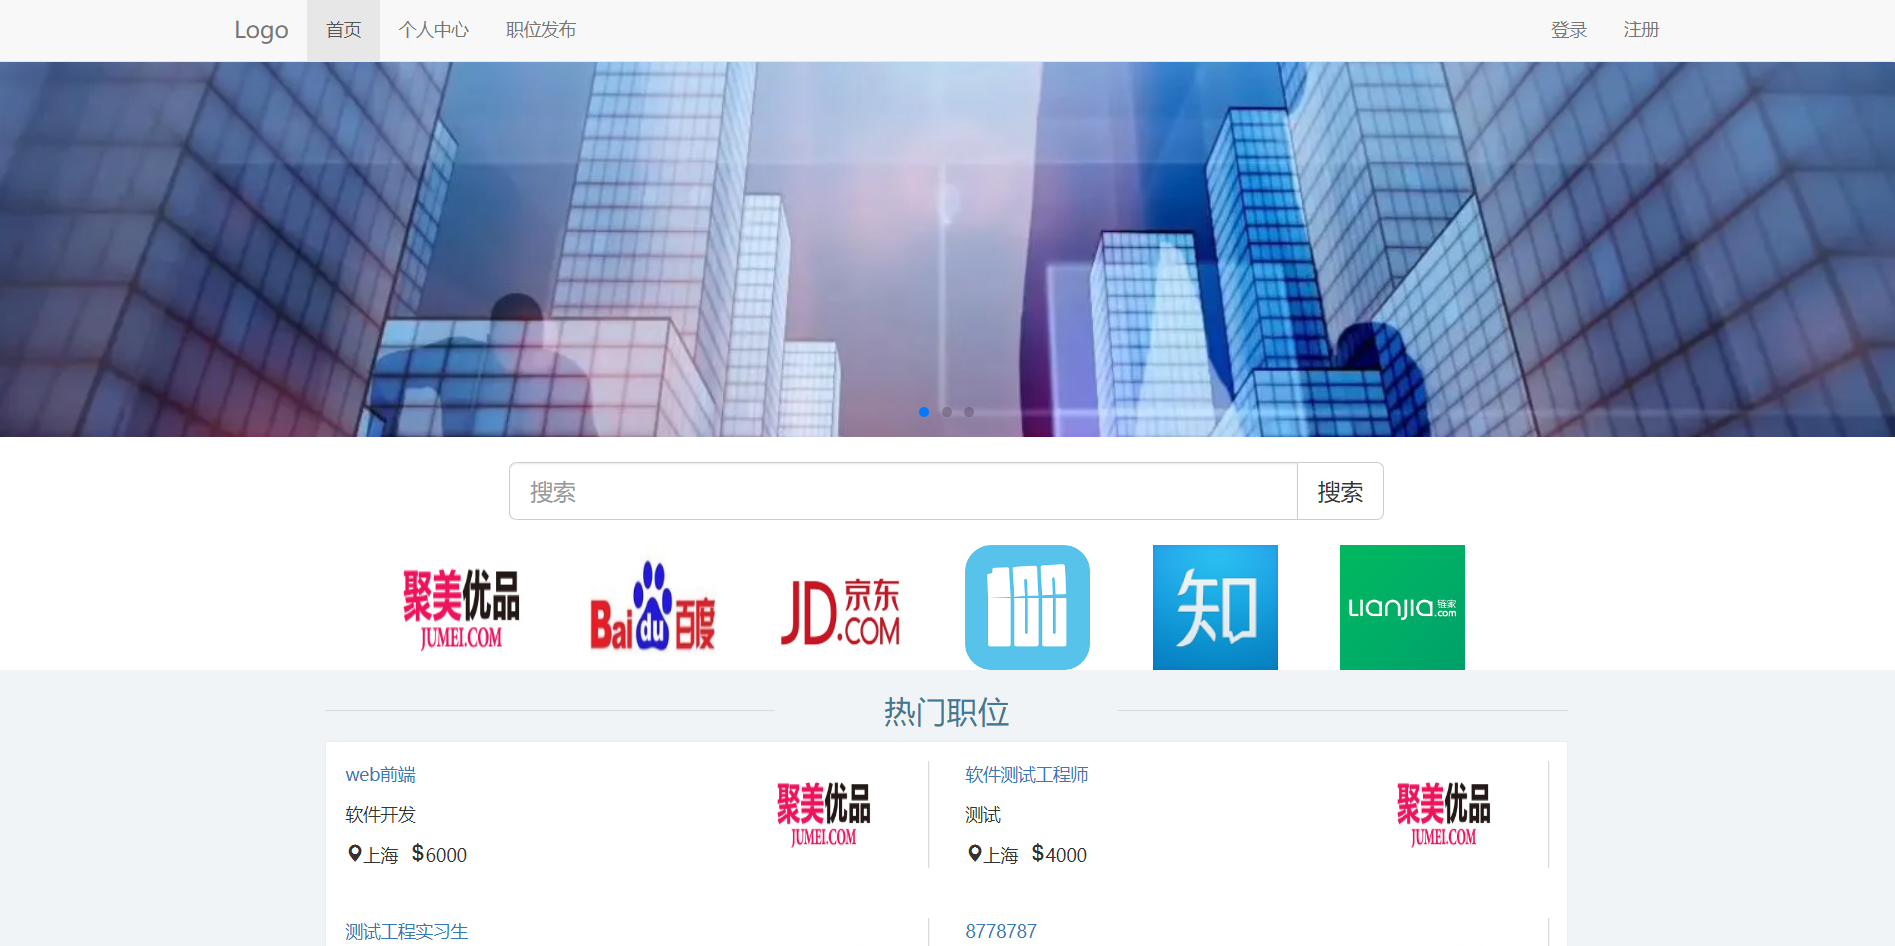 Logo 首页 个人中心 职位发布 登录 注册
搜索 搜索
聚美优品
JUMEI.COM
Bai du 百度
JD.京东
.COM
知
LIANJIA.链家
.com
热门职位
web前端
软件开发
上海 $6000
聚美优品
JUMEI.COM
软件测试工程师
测试
上海 $4000
聚美优品
JUMEI.COM
测试工程实习生
8778787